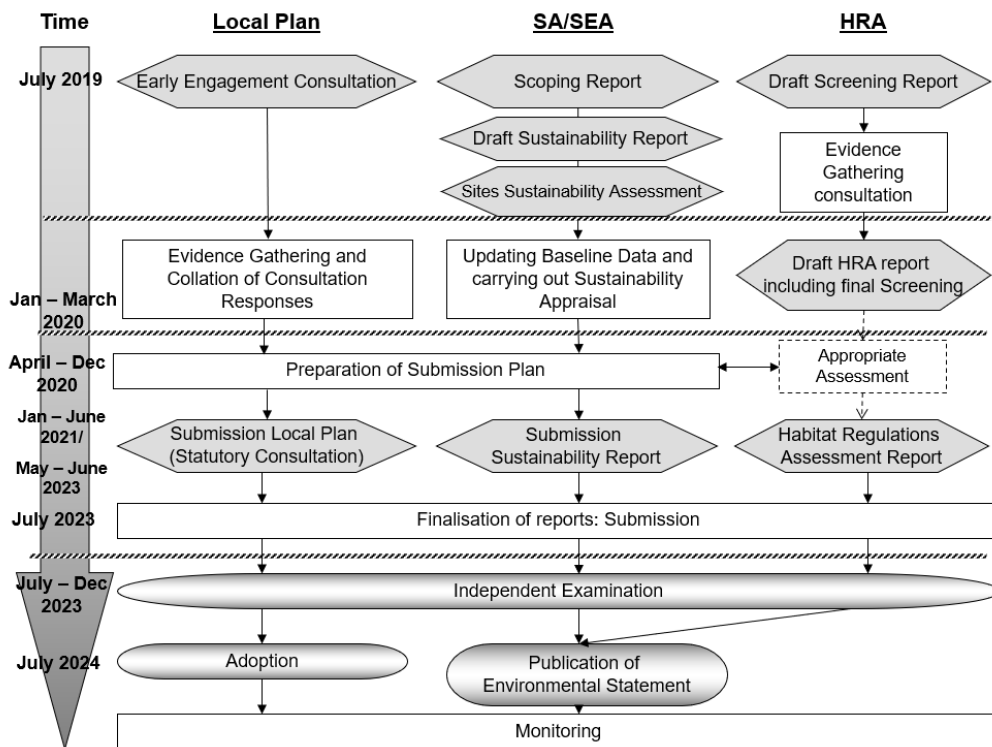 Time
Local Plan
SA/SEA
HRA
July 2019
Early Engagement Consultation
Scoping Report
Draft Screening Report
Draft Sustainability Report
Evidence
Gathering
consultation
Sites Sustainability Assessment
Jan – March
2020
Evidence Gathering and
Collation of Consultation
Responses
Updating Baseline Data and
carrying out Sustainability
Appraisal
Draft HRA report
including final Screening
April – Dec
2020
Preparation of Submission Plan
Appropriate
Assessment
Jan – June
2021/
May – June
2023
Submission Local Plan
(Statutory Consultation)
Submission
Sustainability Report
Habitat Regulations
Assessment Report
July 2023
Finalisation of reports: Submission
July – Dec
2023
Independent Examination
July 2024
Adoption
Publication of
Environmental Statement
Monitoring